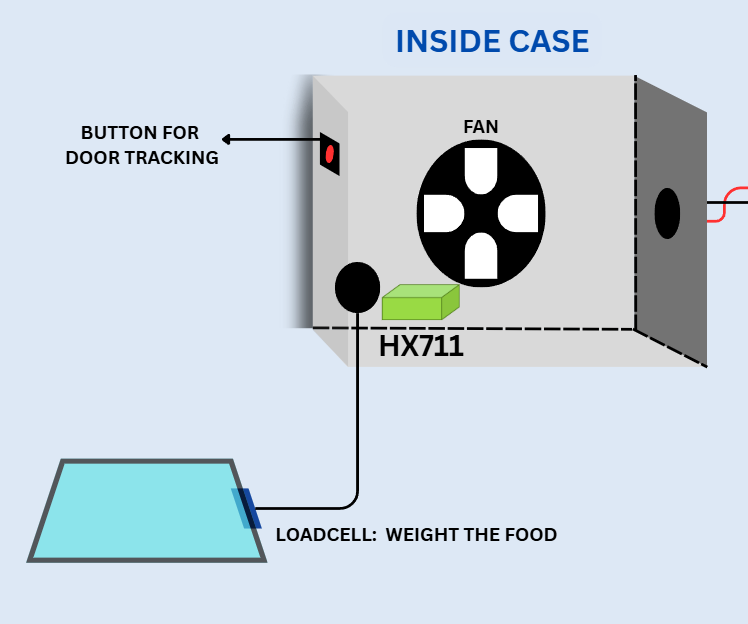 INSIDE CASE
BUTTON FOR
DOOR TRACKING
FAN
HX711
LOADCELL: WEIGHT THE FOOD